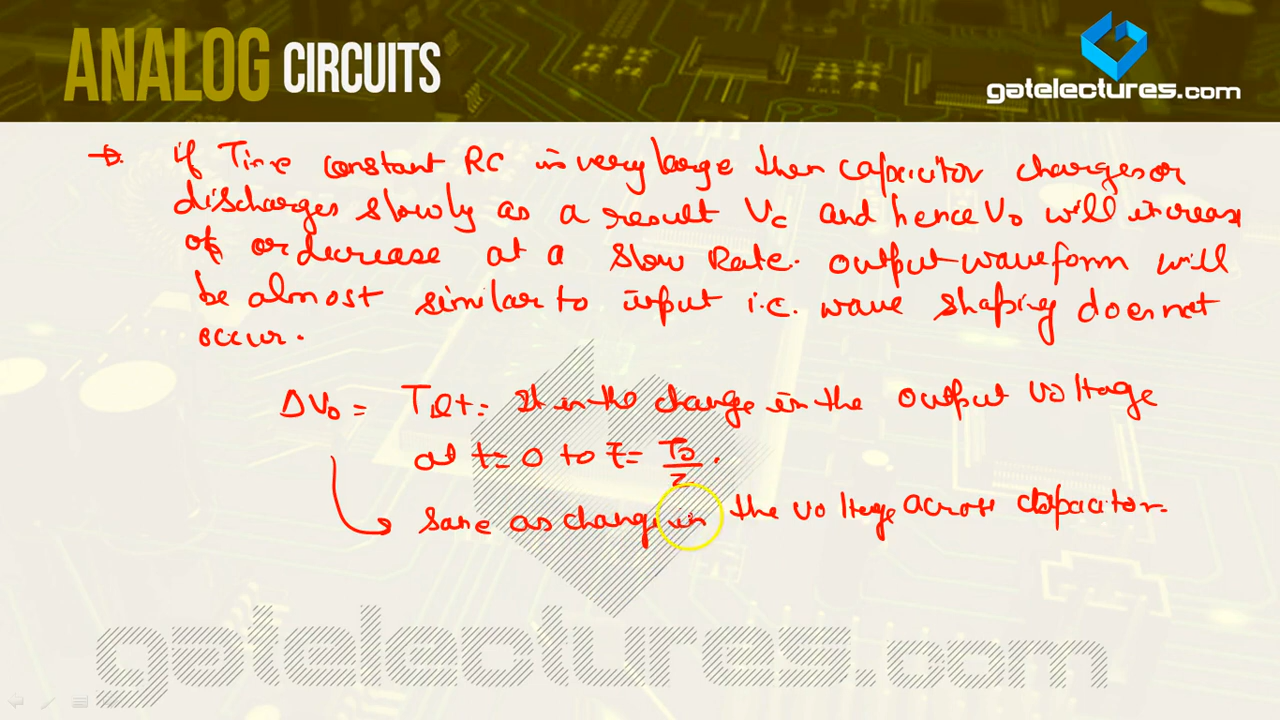 ANALOG CIRCUITS
gatelectures.com
→ if Time constant RC is very large then capacitor charges or
discharges slowly as a result Vc and hence Vo will increase
or decrease at a slow Rate. output waveform will
be almost similar to input i.e. wave shaping does not
occur.
ΔVo = Tilt = It is the change in the output voltage
at t = 0 to t = To/2.
Same as change in the voltage across capacitor.
gatelectures.com